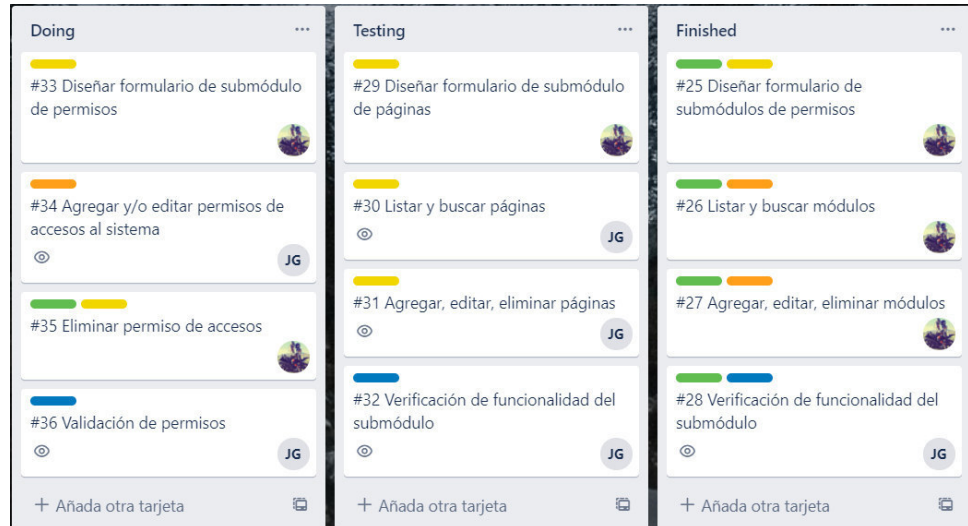 Doing
#33 Diseñar formulario de submódulo
de permisos
#34 Agregar y/o editar permisos de
accesos al sistema
JG
#35 Eliminar permiso de accesos
#36 Validación de permisos
JG
+ Añada otra tarjeta
Testing
#29 Diseñar formulario de submódulo
de páginas
#30 Listar y buscar páginas
JG
#31 Agregar, editar, eliminar páginas
JG
#32 Verificación de funcionalidad del
submódulo
JG
+ Añada otra tarjeta
Finished
#25 Diseñar formulario de
submódulos de permisos
#26 Listar y buscar módulos
#27 Agregar, editar, eliminar módulos
#28 Verificación de funcionalidad del
submódulo
JG
+ Añada otra tarjeta